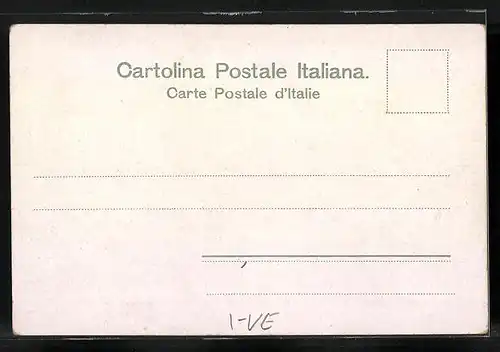 Cartolina Postale Italiana.
Carte Postale d'Italie
I-VE